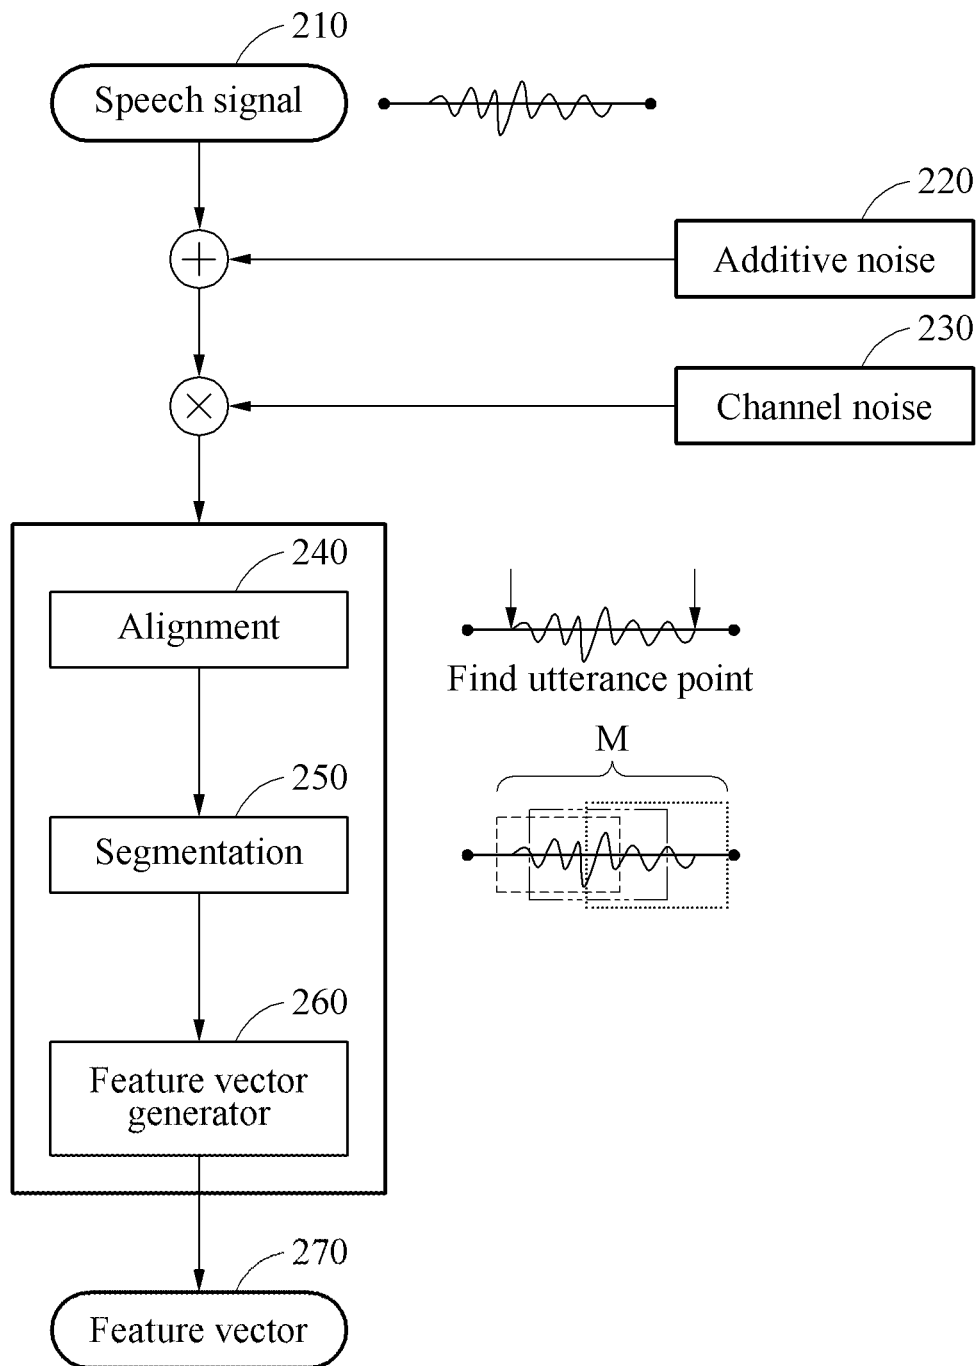 210
Speech signal
220
+
Additive noise
230
×
Channel noise
240
Alignment
Find utterance point
M
250
Segmentation
260
Feature vector
generator
270
Feature vector